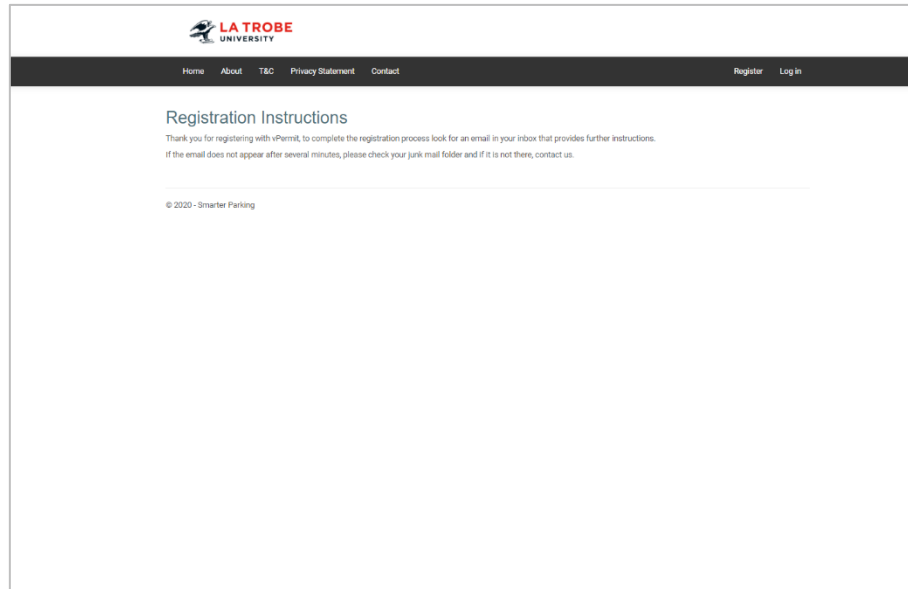 LA TROBE
UNIVERSITY
Home About T&C Privacy Statement Contact Register Log in
Registration Instructions
Thank you for registering with vPermit, to complete the registration process look for an email in your inbox that provides further instructions.
If the email does not appear after several minutes, please check your junk mail folder and if it is not there, contact us.
© 2020 - Smarter Parking